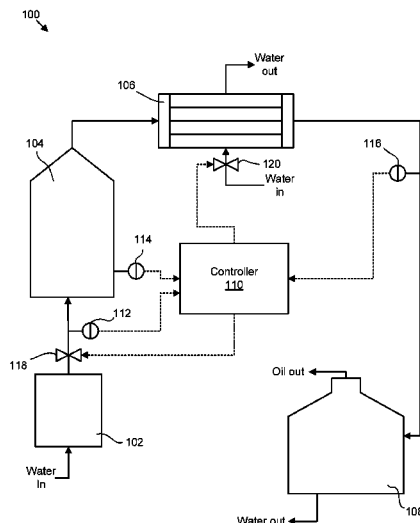 100
Water
out
106
104
120
Water
in
116
114
Controller
110
112
118
Oil out
102
Water
In
108
Water out